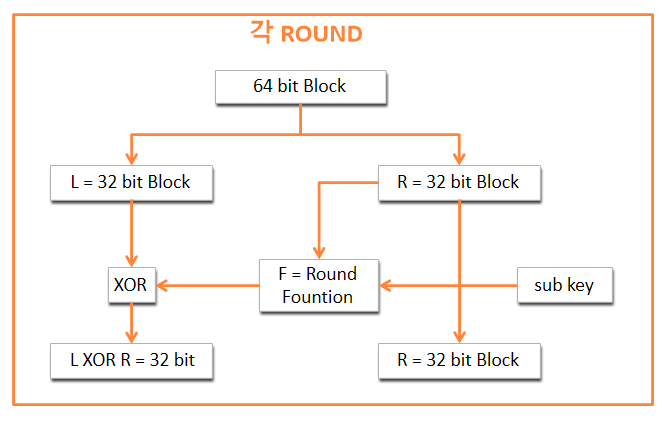 각 ROUND
64 bit Block
L = 32 bit Block
R = 32 bit Block
XOR
F = Round
Fountion
sub key
L XOR R = 32 bit
R = 32 bit Block